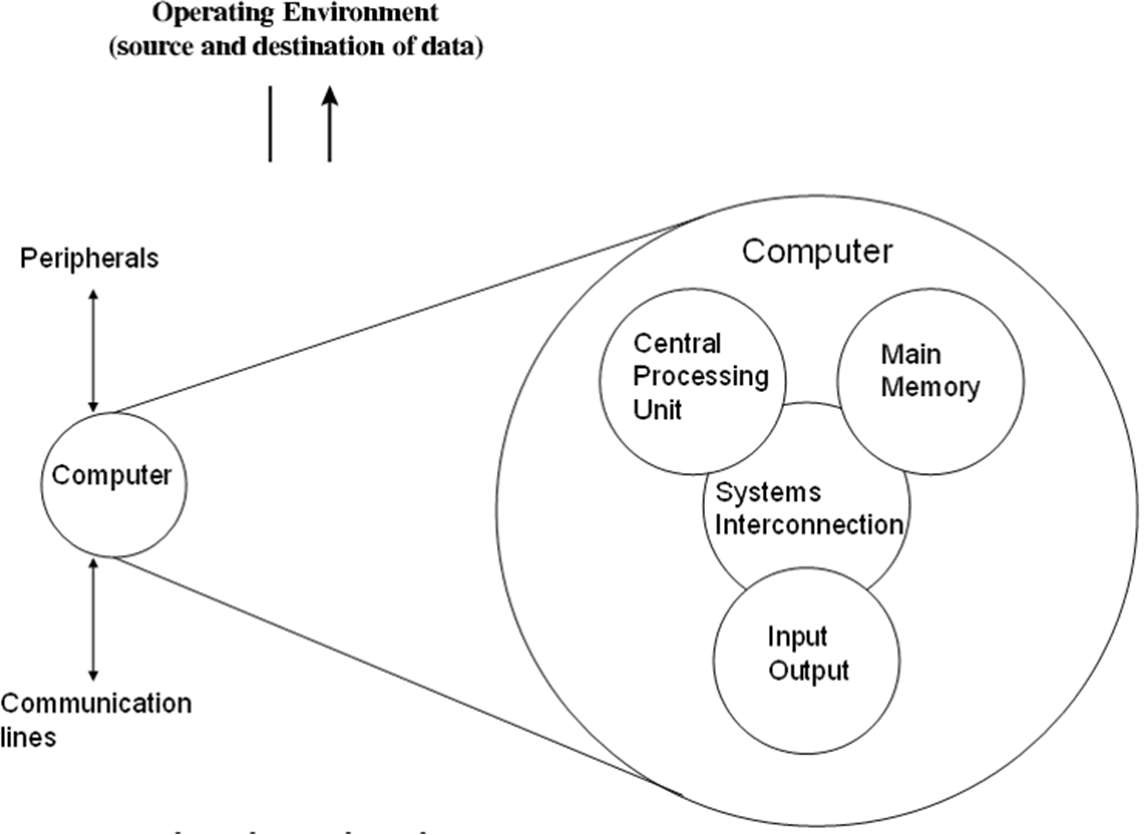 Operating Environment
(source and destination of data)
Peripherals
Computer
Communication
lines
Computer
Central
Processing
Unit
Main
Memory
Systems
Interconnection
Input
Output